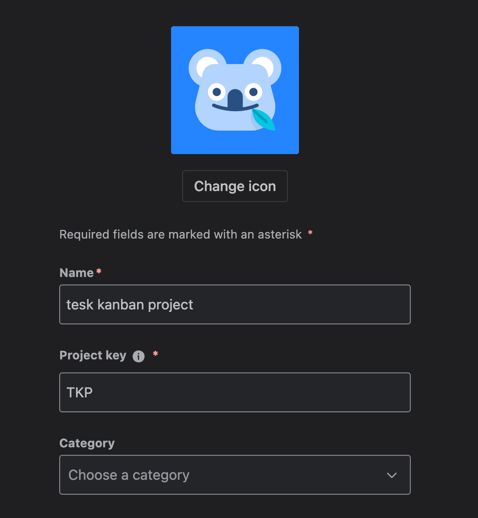 Change icon
Required fields are marked with an asterisk *
Name *
tesk kanban project
Project key i *
TKP
Category
Choose a category